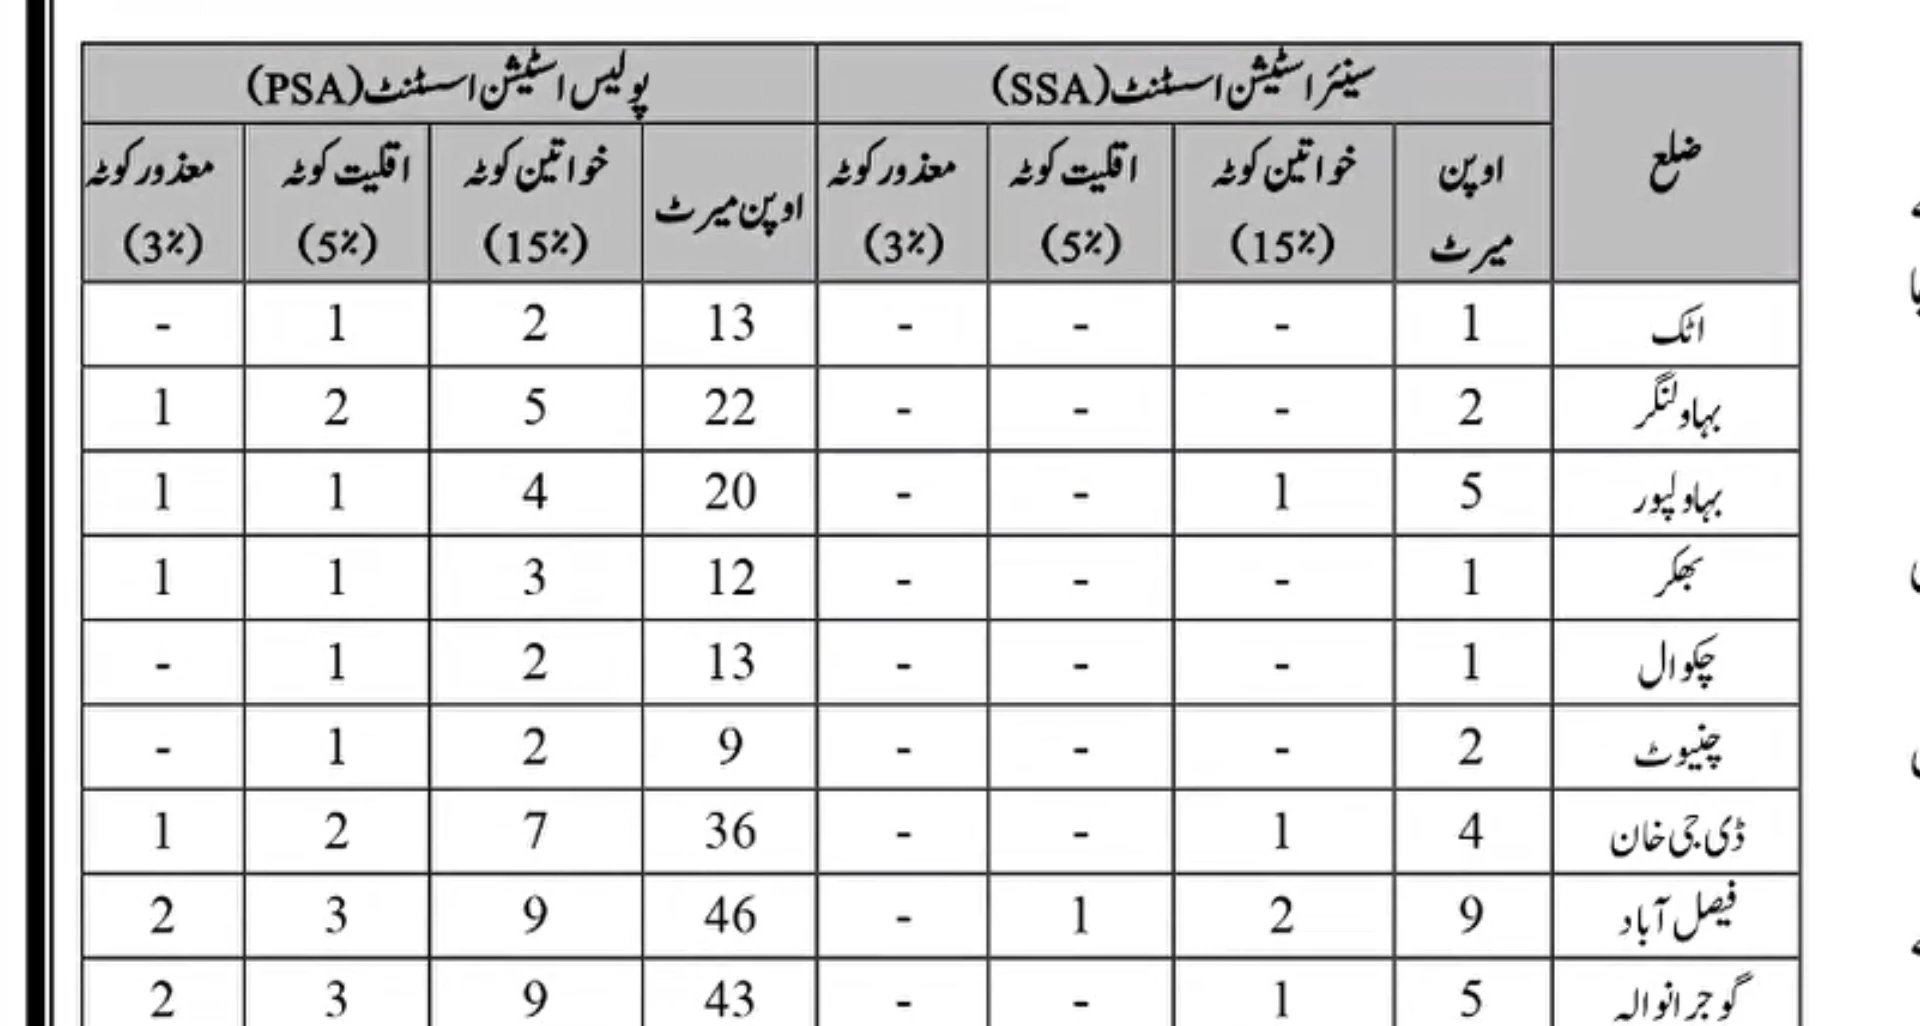 ضلع	سینئر اسٹیشن اسسٹنٹ (SSA)	پولیس اسٹیشن اسسٹنٹ (PSA)
اوپن میرٹ	خواتین کوٹہ (15%)	اقلیت کوٹہ (5%)	معذور کوٹہ (3%)	اوپن میرٹ	خواتین کوٹہ (15%)	اقلیت کوٹہ (5%)	معذور کوٹہ (3%)
اٹک	1	-	-	-	13	2	1	-
بہاولنگر	2	-	-	-	22	5	2	1
بہاولپور	5	1	-	-	20	4	1	1
بھکر	1	-	-	-	12	3	1	1
چکوال	1	-	-	-	13	2	1	-
چنیوٹ	2	-	-	-	9	2	1	-
ڈی جی خان	4	1	-	-	36	7	2	1
فیصل آباد	9	2	1	-	46	9	3	2
گوجرانوالہ	5	1	-	-	43	9	3	2